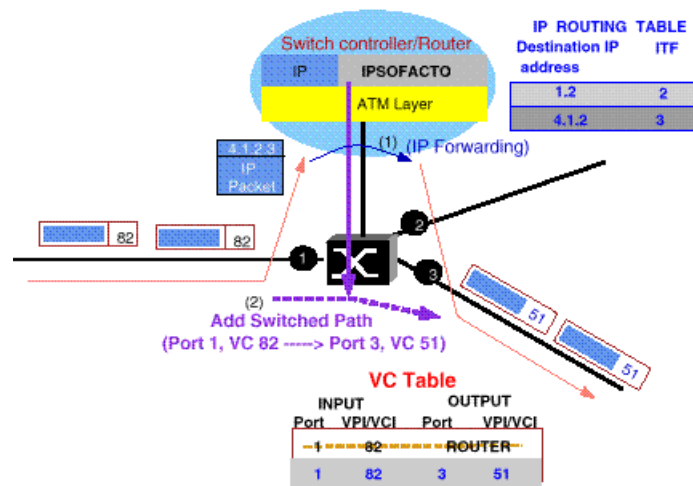 IP ROUTING TABLE
Destination IP address ITF
1.2 2
4.1.2 3
Switch controller/Router
IP IPSOFACTO
ATM Layer
(1) (IP Forwarding)
4.1.2.3
IP
Packet
82 82
1
2
3
51
51
(2)
Add Switched Path
(Port 1, VC 82 -----> Port 3, VC 51)
VC Table
INPUT OUTPUT
Port VPI/VCI Port VPI/VCI
1 82 ROUTER
1 82 3 51